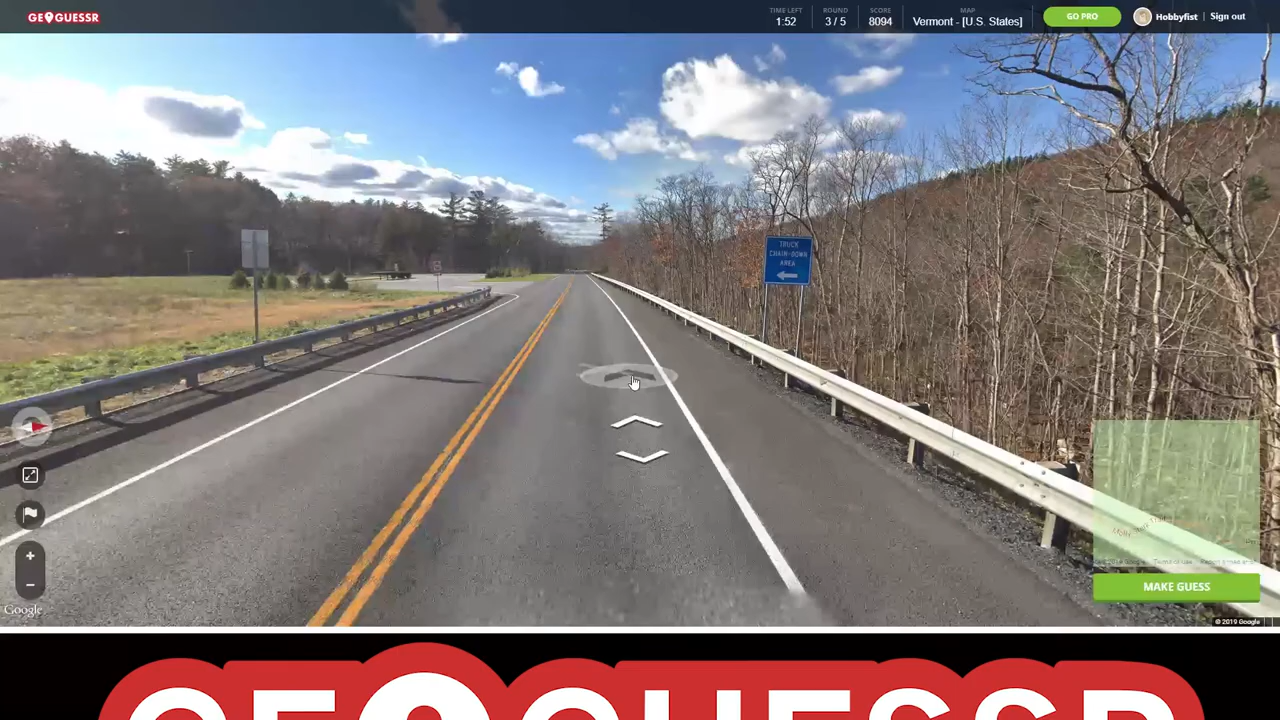 GEOGUESSR
TIME LEFT
1:52
ROUND
3 / 5
SCORE
8094
MAP
Vermont - [U.S. States]
GO PRO
Hobbyfist
Sign out
TRUCK
CHAIN-DOWN
AREA
MAKE GUESS
Google
© 2019 Google
GEOGUESSR